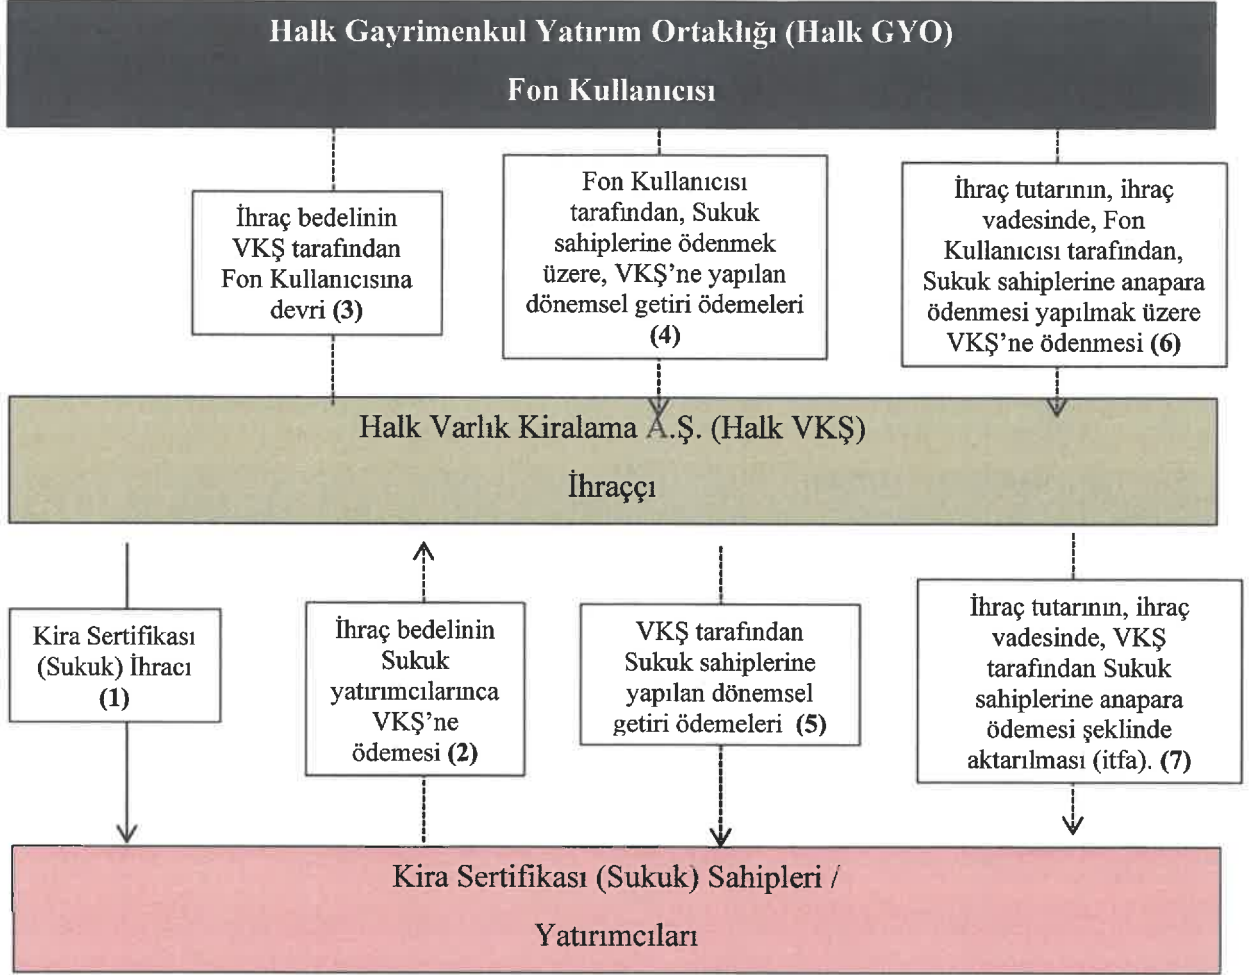 Halk Gayrimenkul Yatırım Ortaklığı (Halk GYO)
Fon Kullanıcısı
İhraç bedelinin
VKŞ tarafından
Fon Kullanıcısına
devri (3)
Fon Kullanıcısı
tarafından, Sukuk
sahiplerine ödenmek
üzere, VKŞ’ne yapılan
dönemsel getiri ödemeleri
(4)
İhraç tutarının, ihraç
vadesinde, Fon
Kullanıcısı tarafından,
Sukuk sahiplerine anapara
ödenmesi yapılmak üzere
VKŞ’ne ödenmesi (6)
Halk Varlık Kiralama A.Ş. (Halk VKŞ)
İhraççı
Kira Sertifikası
(Sukuk) İhracı
(1)
İhraç bedelinin
Sukuk
yatırımcılarınca
VKŞ’ne
ödemesi (2)
VKŞ tarafından
Sukuk sahiplerine
yapılan dönemsel
getiri ödemeleri (5)
İhraç tutarının, ihraç
vadesinde, VKŞ
tarafından Sukuk
sahiplerine anapara
ödemesi şeklinde
aktarılması (itfa). (7)
Kira Sertifikası (Sukuk) Sahipleri /
Yatırımcıları